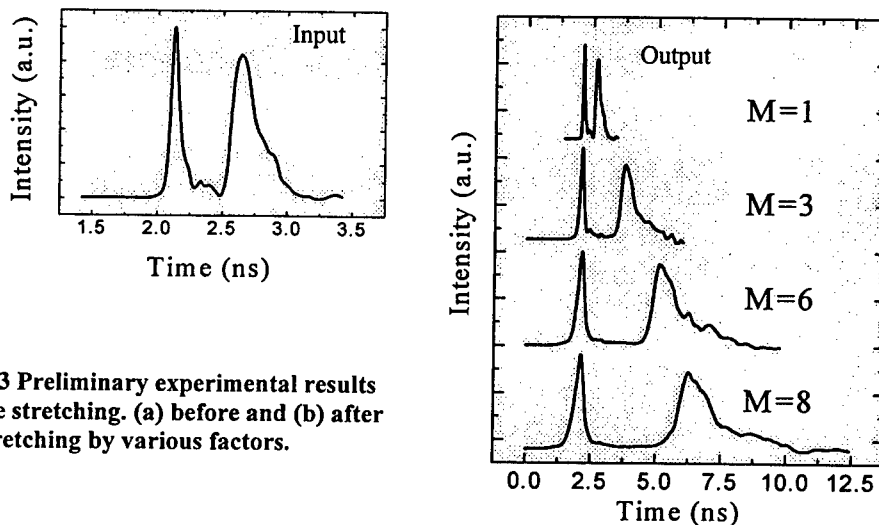 Input
Intensity (a.u.)
1.5 2.0 2.5 3.0 3.5
Time (ns)
3 Preliminary experimental results
e stretching. (a) before and (b) after
retching by various factors.
Output
M=1
M=3
M=6
M=8
Intensity (a.u.)
0.0 2.5 5.0 7.5 10.0 12.5
Time (ns)